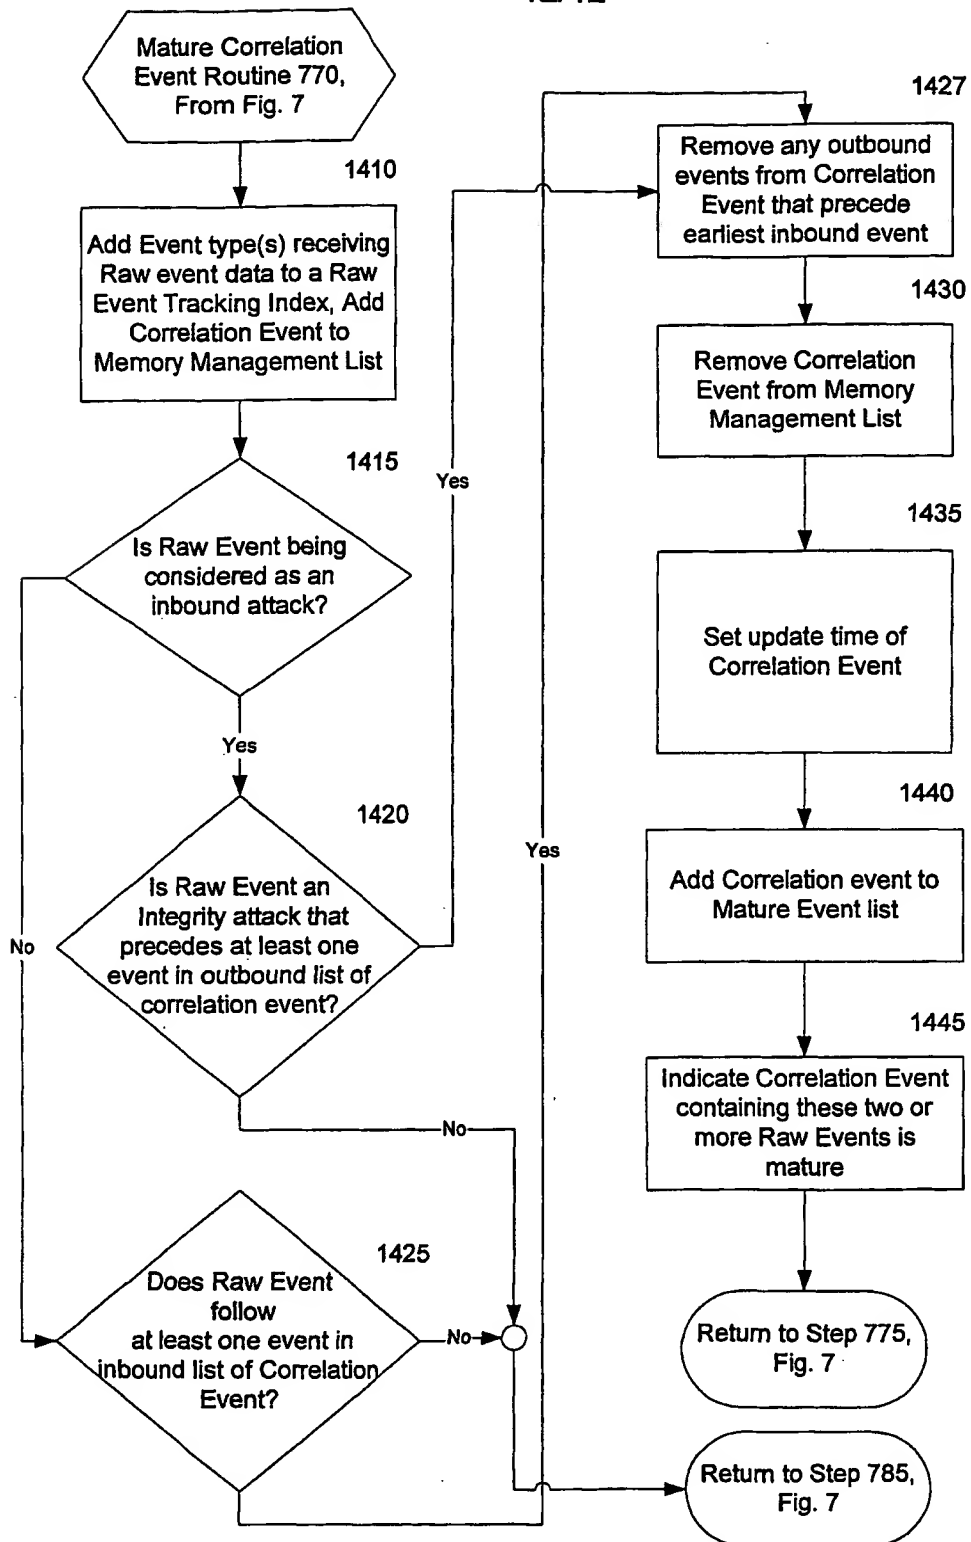 Mature Correlation
Event Routine 770,
From Fig. 7
1410
Add Event type(s) receiving
Raw event data to a Raw
Event Tracking Index, Add
Correlation Event to
Memory Management List
1415
Is Raw Event being
considered as an
inbound attack?
Yes
No
1420
Is Raw Event an
Integrity attack that
precedes at least one
event in outbound list of
correlation event?
Yes
No
1425
Does Raw Event
follow
at least one event in
inbound list of Correlation
Event?
No
Yes
1427
Remove any outbound
events from Correlation
Event that precede
earliest inbound event
1430
Remove Correlation
Event from Memory
Management List
1435
Set update time of
Correlation Event
1440
Add Correlation event to
Mature Event list
1445
Indicate Correlation Event
containing these two or
more Raw Events is
mature
Return to Step 775,
Fig. 7
Return to Step 785,
Fig. 7